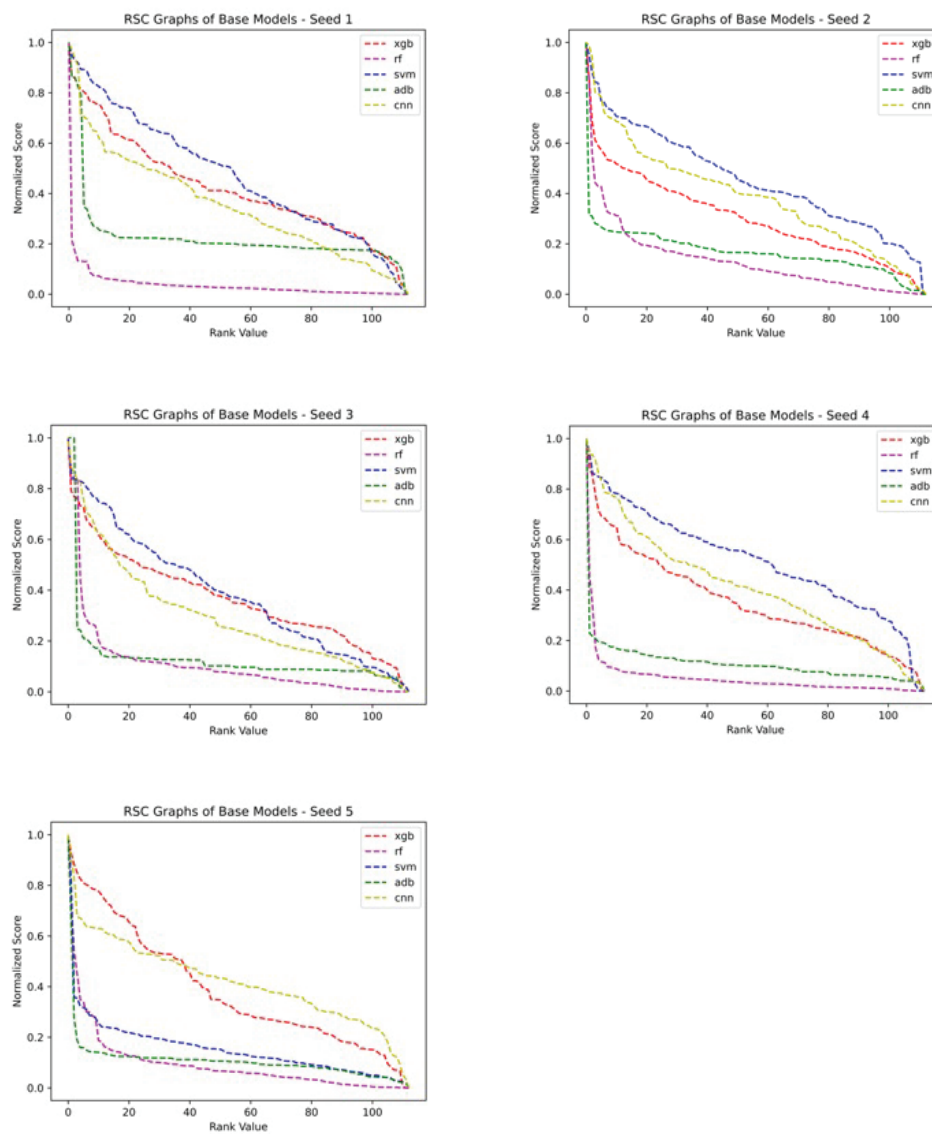 RSC Graphs of Base Models - Seed 1
1.0
0.8
0.6
0.4
0.2
0.0
Normalized Score
0
20
40
60
80
100
Rank Value
xgb
rf
svm
adb
cnn
RSC Graphs of Base Models - Seed 2
1.0
0.8
0.6
0.4
0.2
0.0
Normalized Score
0
20
40
60
80
100
Rank Value
xgb
rf
svm
adb
cnn
RSC Graphs of Base Models - Seed 3
1.0
0.8
0.6
0.4
0.2
0.0
Normalized Score
0
20
40
60
80
100
Rank Value
xgb
rf
svm
adb
cnn
RSC Graphs of Base Models - Seed 4
1.0
0.8
0.6
0.4
0.2
0.0
Normalized Score
0
20
40
60
80
100
Rank Value
xgb
rf
svm
adb
cnn
RSC Graphs of Base Models - Seed 5
1.0
0.8
0.6
0.4
0.2
0.0
Normalized Score
0
20
40
60
80
100
Rank Value
xgb
rf
svm
adb
cnn